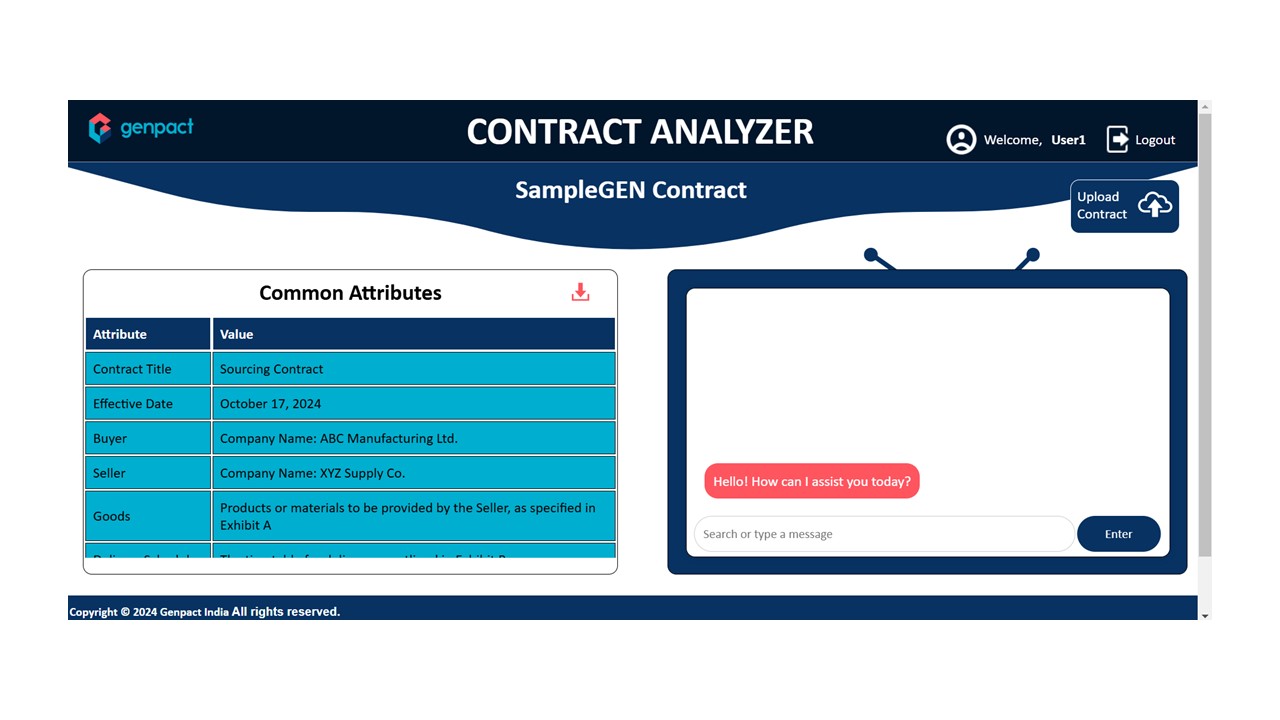 genpact
CONTRACT ANALYZER
Welcome, User1
Logout
SampleGEN Contract
Upload
Contract
Common Attributes
Attribute Value
Contract Title Sourcing Contract
Effective Date October 17, 2024
Buyer Company Name: ABC Manufacturing Ltd.
Seller Company Name: XYZ Supply Co.
Goods Products or materials to be provided by the Seller, as specified in
Exhibit A
Hello! How can I assist you today?
Search or type a message
Enter
Copyright © 2024 Genpact India All rights reserved.